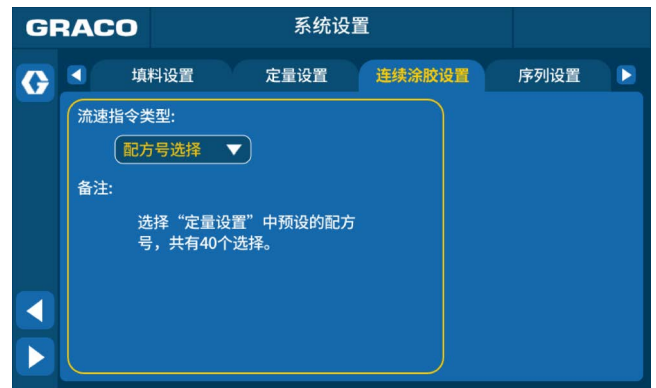 GRACO
系统设置
填料设置
定量设置
连续涂胶设置
序列设置
流速指令类型:
配方号选择
备注:
选择“定量设置”中预设的配方
号，共有40个选择。